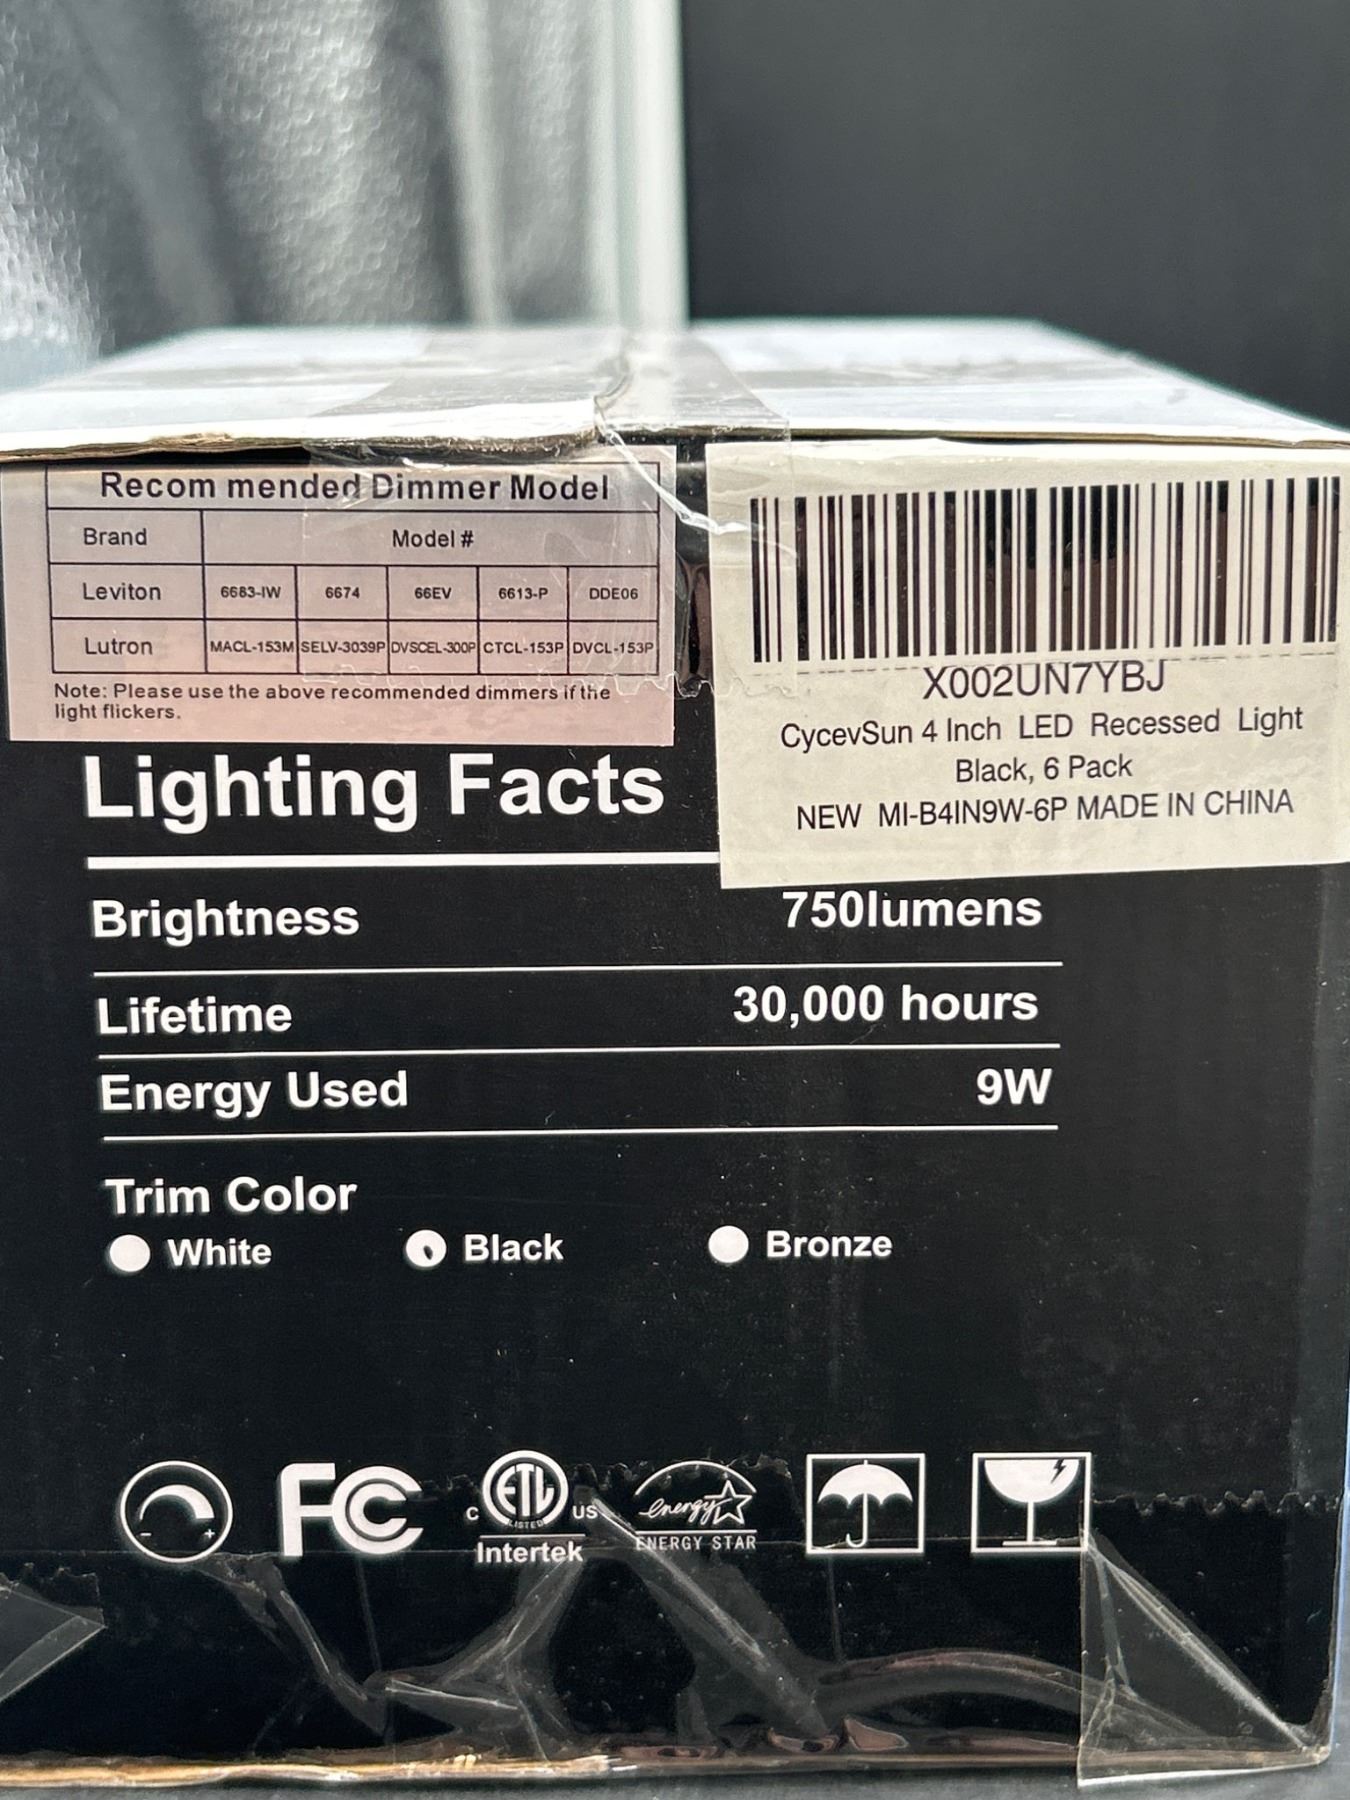 Recom mended Dimmer Model
Brand Model #
Leviton 6683-IW 6674 66EV 6613-P DDE06
Lutron MACL-153M SELV-3039P DVSCEL-300P CTCL-153P DVCL-153P
Note: Please use the above recommended dimmers if the
light flickers.
X002UN7YBJ
CycevSun 4 Inch LED Recessed Light
Black, 6 Pack
NEW MI-B4IN9W-6P MADE IN CHINA
Lighting Facts
Brightness 750lumens
Lifetime 30,000 hours
Energy Used 9W
Trim Color
White Black Bronze
- +
FC
C ETL US
LISTED
Intertek
energy
ENERGY STAR